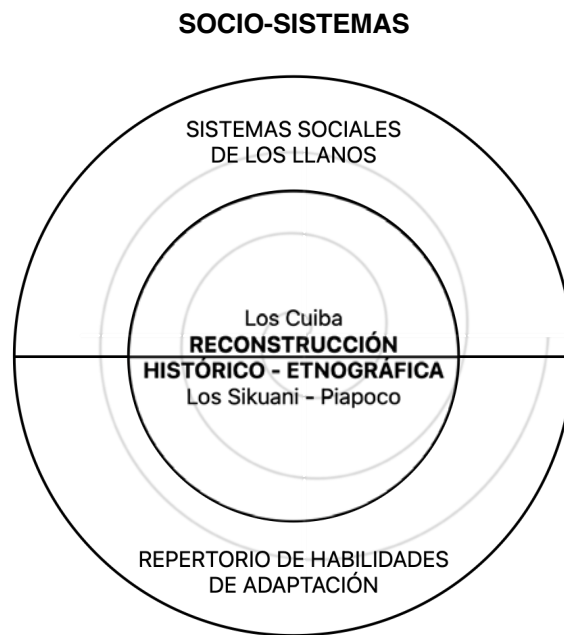 SOCIO-SISTEMAS
SISTEMAS SOCIALES
DE LOS LLANOS
Los Cuiba
RECONSTRUCCIÓN
HISTÓRICO - ETNOGRÁFICA
Los Sikuani - Piapoco
REPERTORIO DE HABILIDADES
DE ADAPTACIÓN